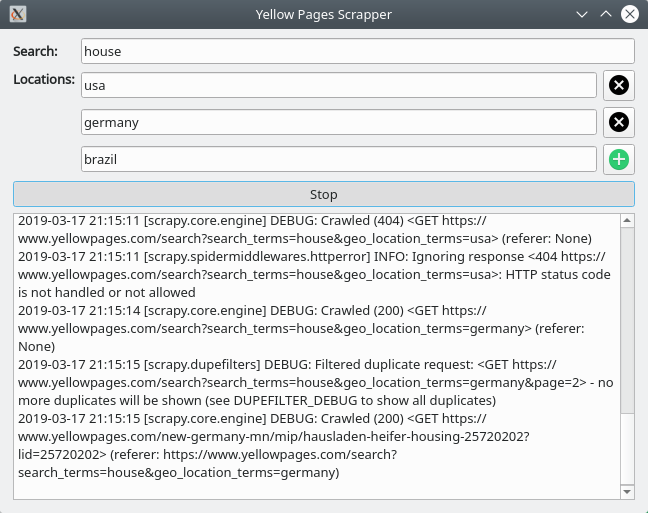 Yellow Pages Scrapper
Search:
house
Locations:
usa
germany
brazil
Stop
2019-03-17 21:15:11 [scrapy.core.engine] DEBUG: Crawled (404) <GET https://
www.yellowpages.com/search?search_terms=house&geo_location_terms=usa> (referer: None)
2019-03-17 21:15:11 [scrapy.spidermiddlewares.httperror] INFO: Ignoring response <404 https://
www.yellowpages.com/search?search_terms=house&geo_location_terms=usa>: HTTP status code
is not handled or not allowed
2019-03-17 21:15:14 [scrapy.core.engine] DEBUG: Crawled (200) <GET https://
www.yellowpages.com/search?search_terms=house&geo_location_terms=germany> (referer:
None)
2019-03-17 21:15:15 [scrapy.dupefilters] DEBUG: Filtered duplicate request: <GET https://
www.yellowpages.com/search?search_terms=house&geo_location_terms=germany&page=2> - no
more duplicates will be shown (see DUPEFILTER_DEBUG to show all duplicates)
2019-03-17 21:15:15 [scrapy.core.engine] DEBUG: Crawled (200) <GET https://
www.yellowpages.com/new-germany-mn/mip/hausladen-heifer-housing-25720202?
lid=25720202> (referer: https://www.yellowpages.com/search?
search_terms=house&geo_location_terms=germany)